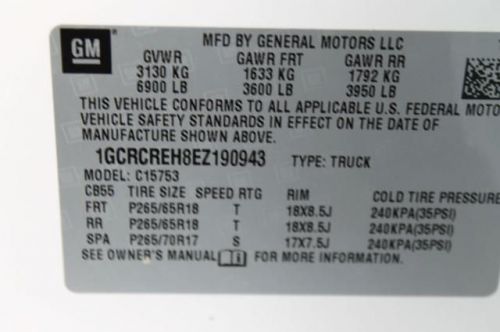 GM
MFD BY GENERAL MOTORS LLC
GVWR GAWR FRT GAWR RR
3130 KG 1633 KG 1792 KG
6900 LB 3600 LB 3950 LB
THIS VEHICLE CONFORMS TO ALL APPLICABLE U.S. FEDERAL MOTO
VEHICLE SAFETY STANDARDS IN EFFECT ON THE DATE OF
MANUFACTURE SHOWN ABOVE.
1GCRCREH8EZ190943 TYPE: TRUCK
MODEL: C15753
CB55 TIRE SIZE SPEED RTG RIM COLD TIRE PRESSURE
FRT P265/65R18 T 18X8.5J 240KPA(35PSI)
RR P265/65R18 T 18X8.5J 240KPA(35PSI)
SPA P265/70R17 S 17X7.5J 240KPA(35PSI)
SEE OWNER'S MANUAL FOR MORE INFORMATION.